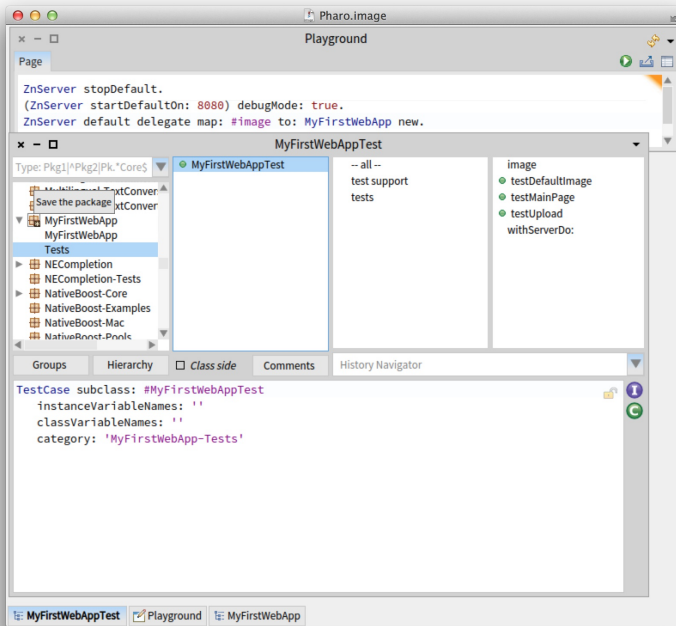 Pharo.image
Playground
Page
ZnServer stopDefault.
(ZnServer startDefaultOn: 8080) debugMode: true.
ZnServer default delegate map: #image to: MyFirstWebApp new.
MyFirstWebAppTest
Type: Pkg1|^Pkg2|Pk.*Core$
Save the package
MyFirstWebApp
MyFirstWebApp
Tests
NECompletion
NECompletion-Tests
NativeBoost-Core
NativeBoost-Examples
NativeBoost-Mac
NativeBoost-Pools
MyFirstWebAppTest
-- all --
test support
tests
image
testDefaultImage
testMainPage
testUpload
withServerDo:
Groups
Hierarchy
Class side
Comments
History Navigator
TestCase subclass: #MyFirstWebAppTest
instanceVariableNames: ''
classVariableNames: ''
category: 'MyFirstWebApp-Tests'
I
C
MyFirstWebAppTest
Playground
MyFirstWebApp